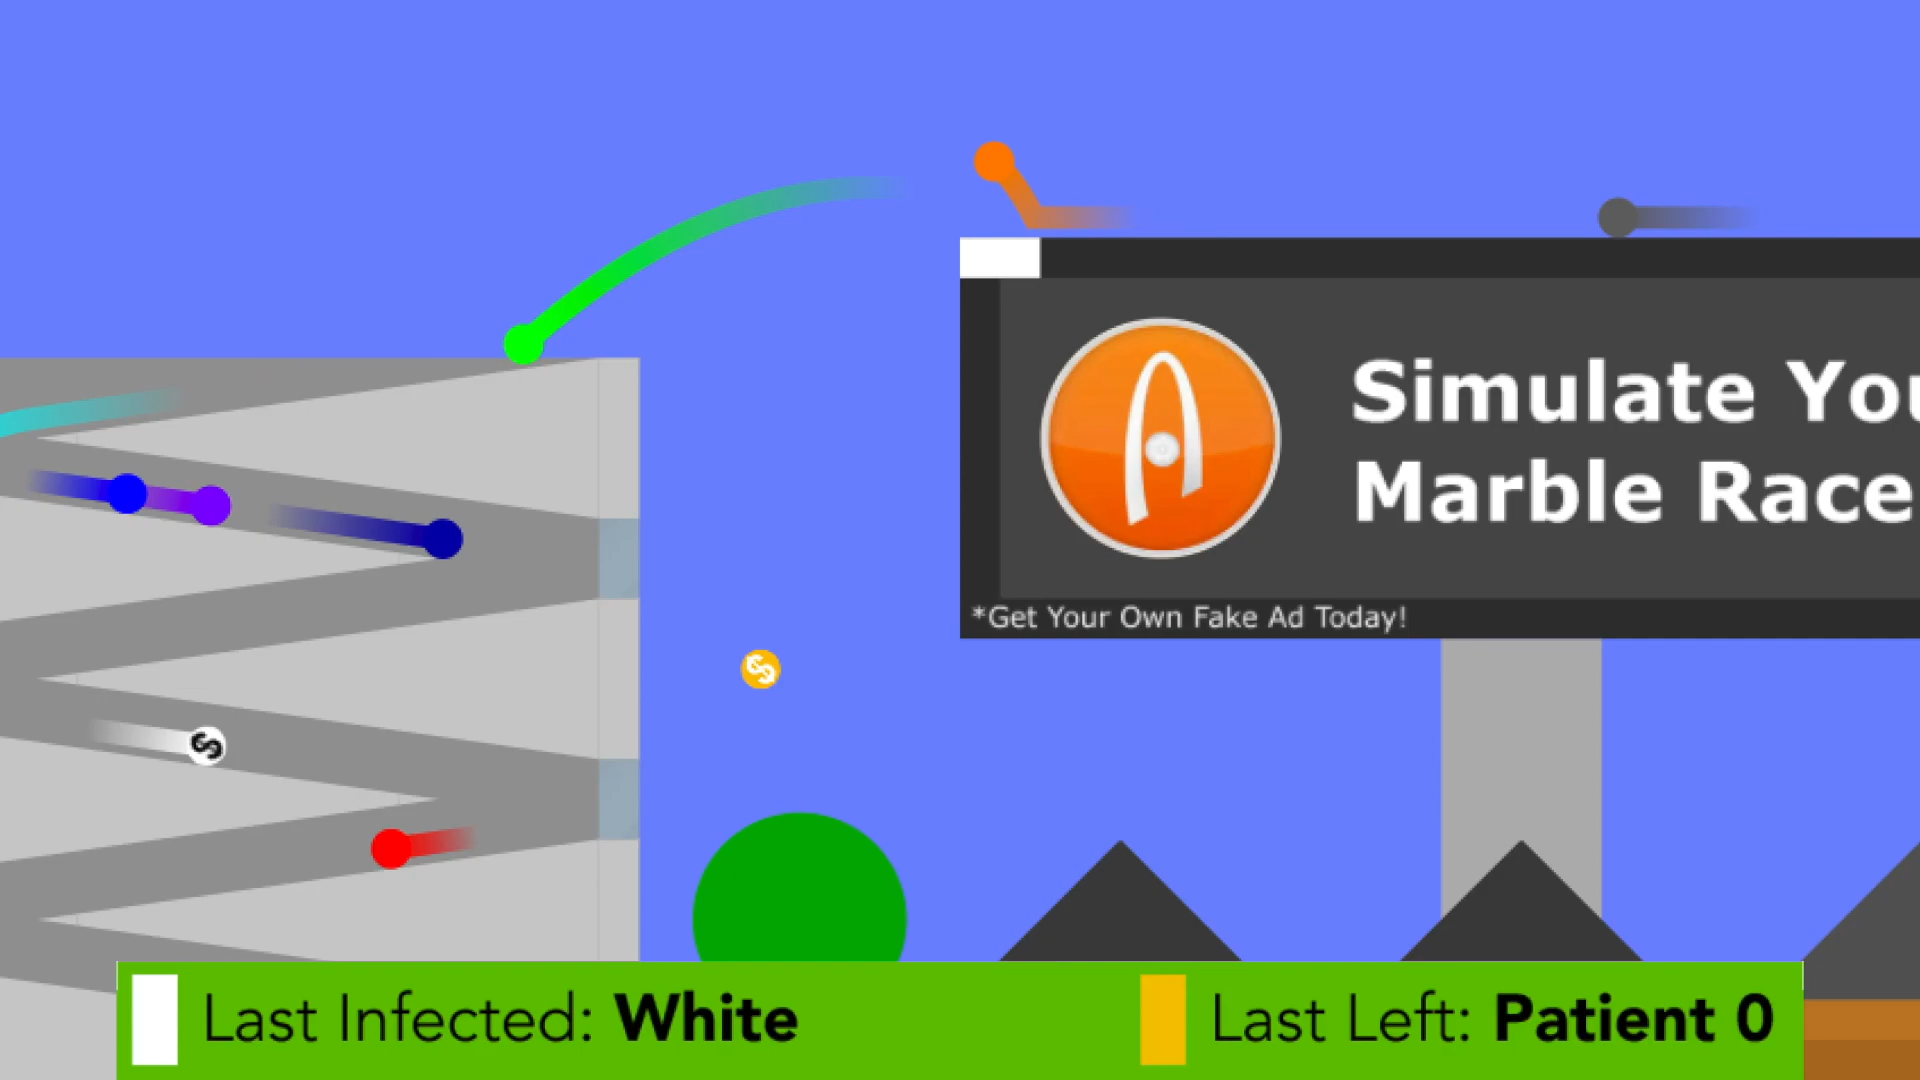 Simulate You
Marble Race
*Get Your Own Fake Ad Today!
$
$
Last Infected: White
Last Left: Patient 0